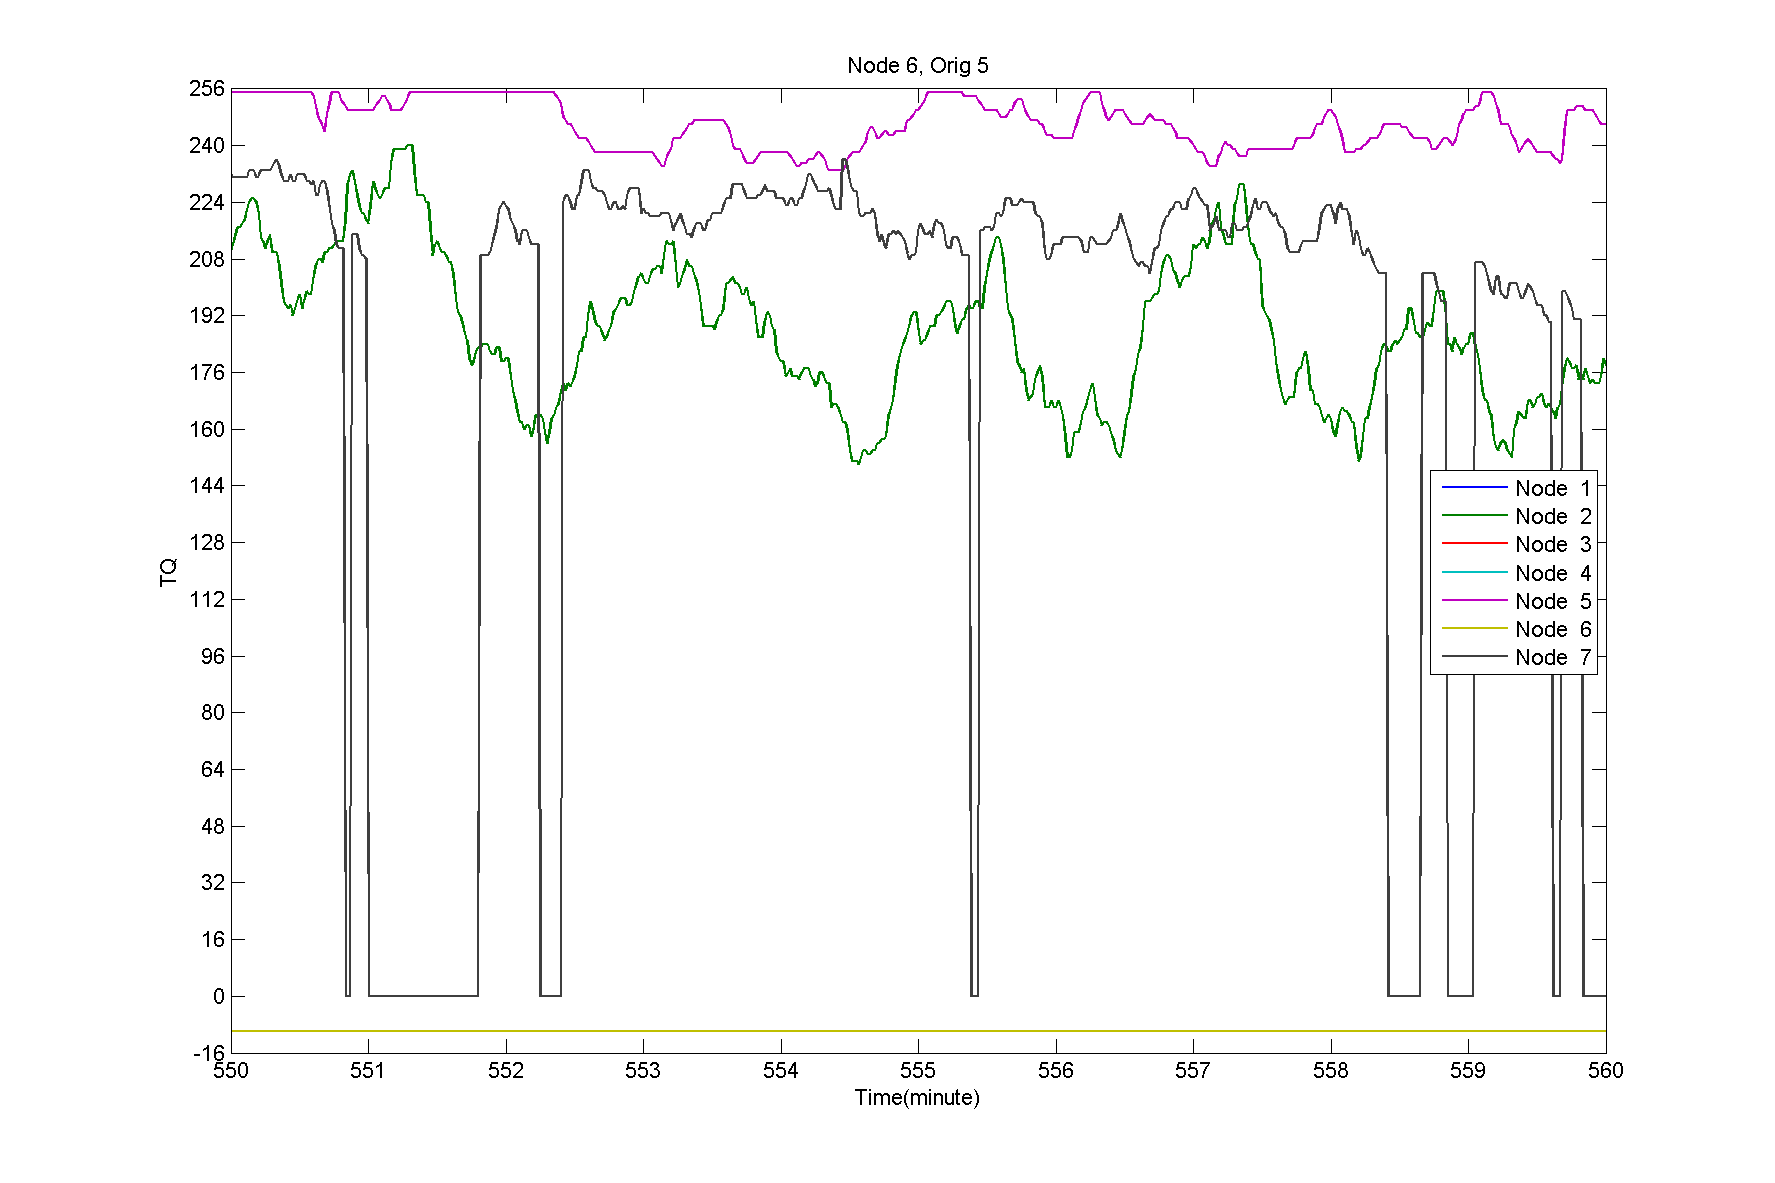 Node 6, Orig 5
256
240
224
208
192
176
160
144
128
112
96
80
64
48
32
16
0
-16
TQ
Node 1
Node 2
Node 3
Node 4
Node 5
Node 6
Node 7
550 551 552 553 554 555 556 557 558 559 560
Time(minute)